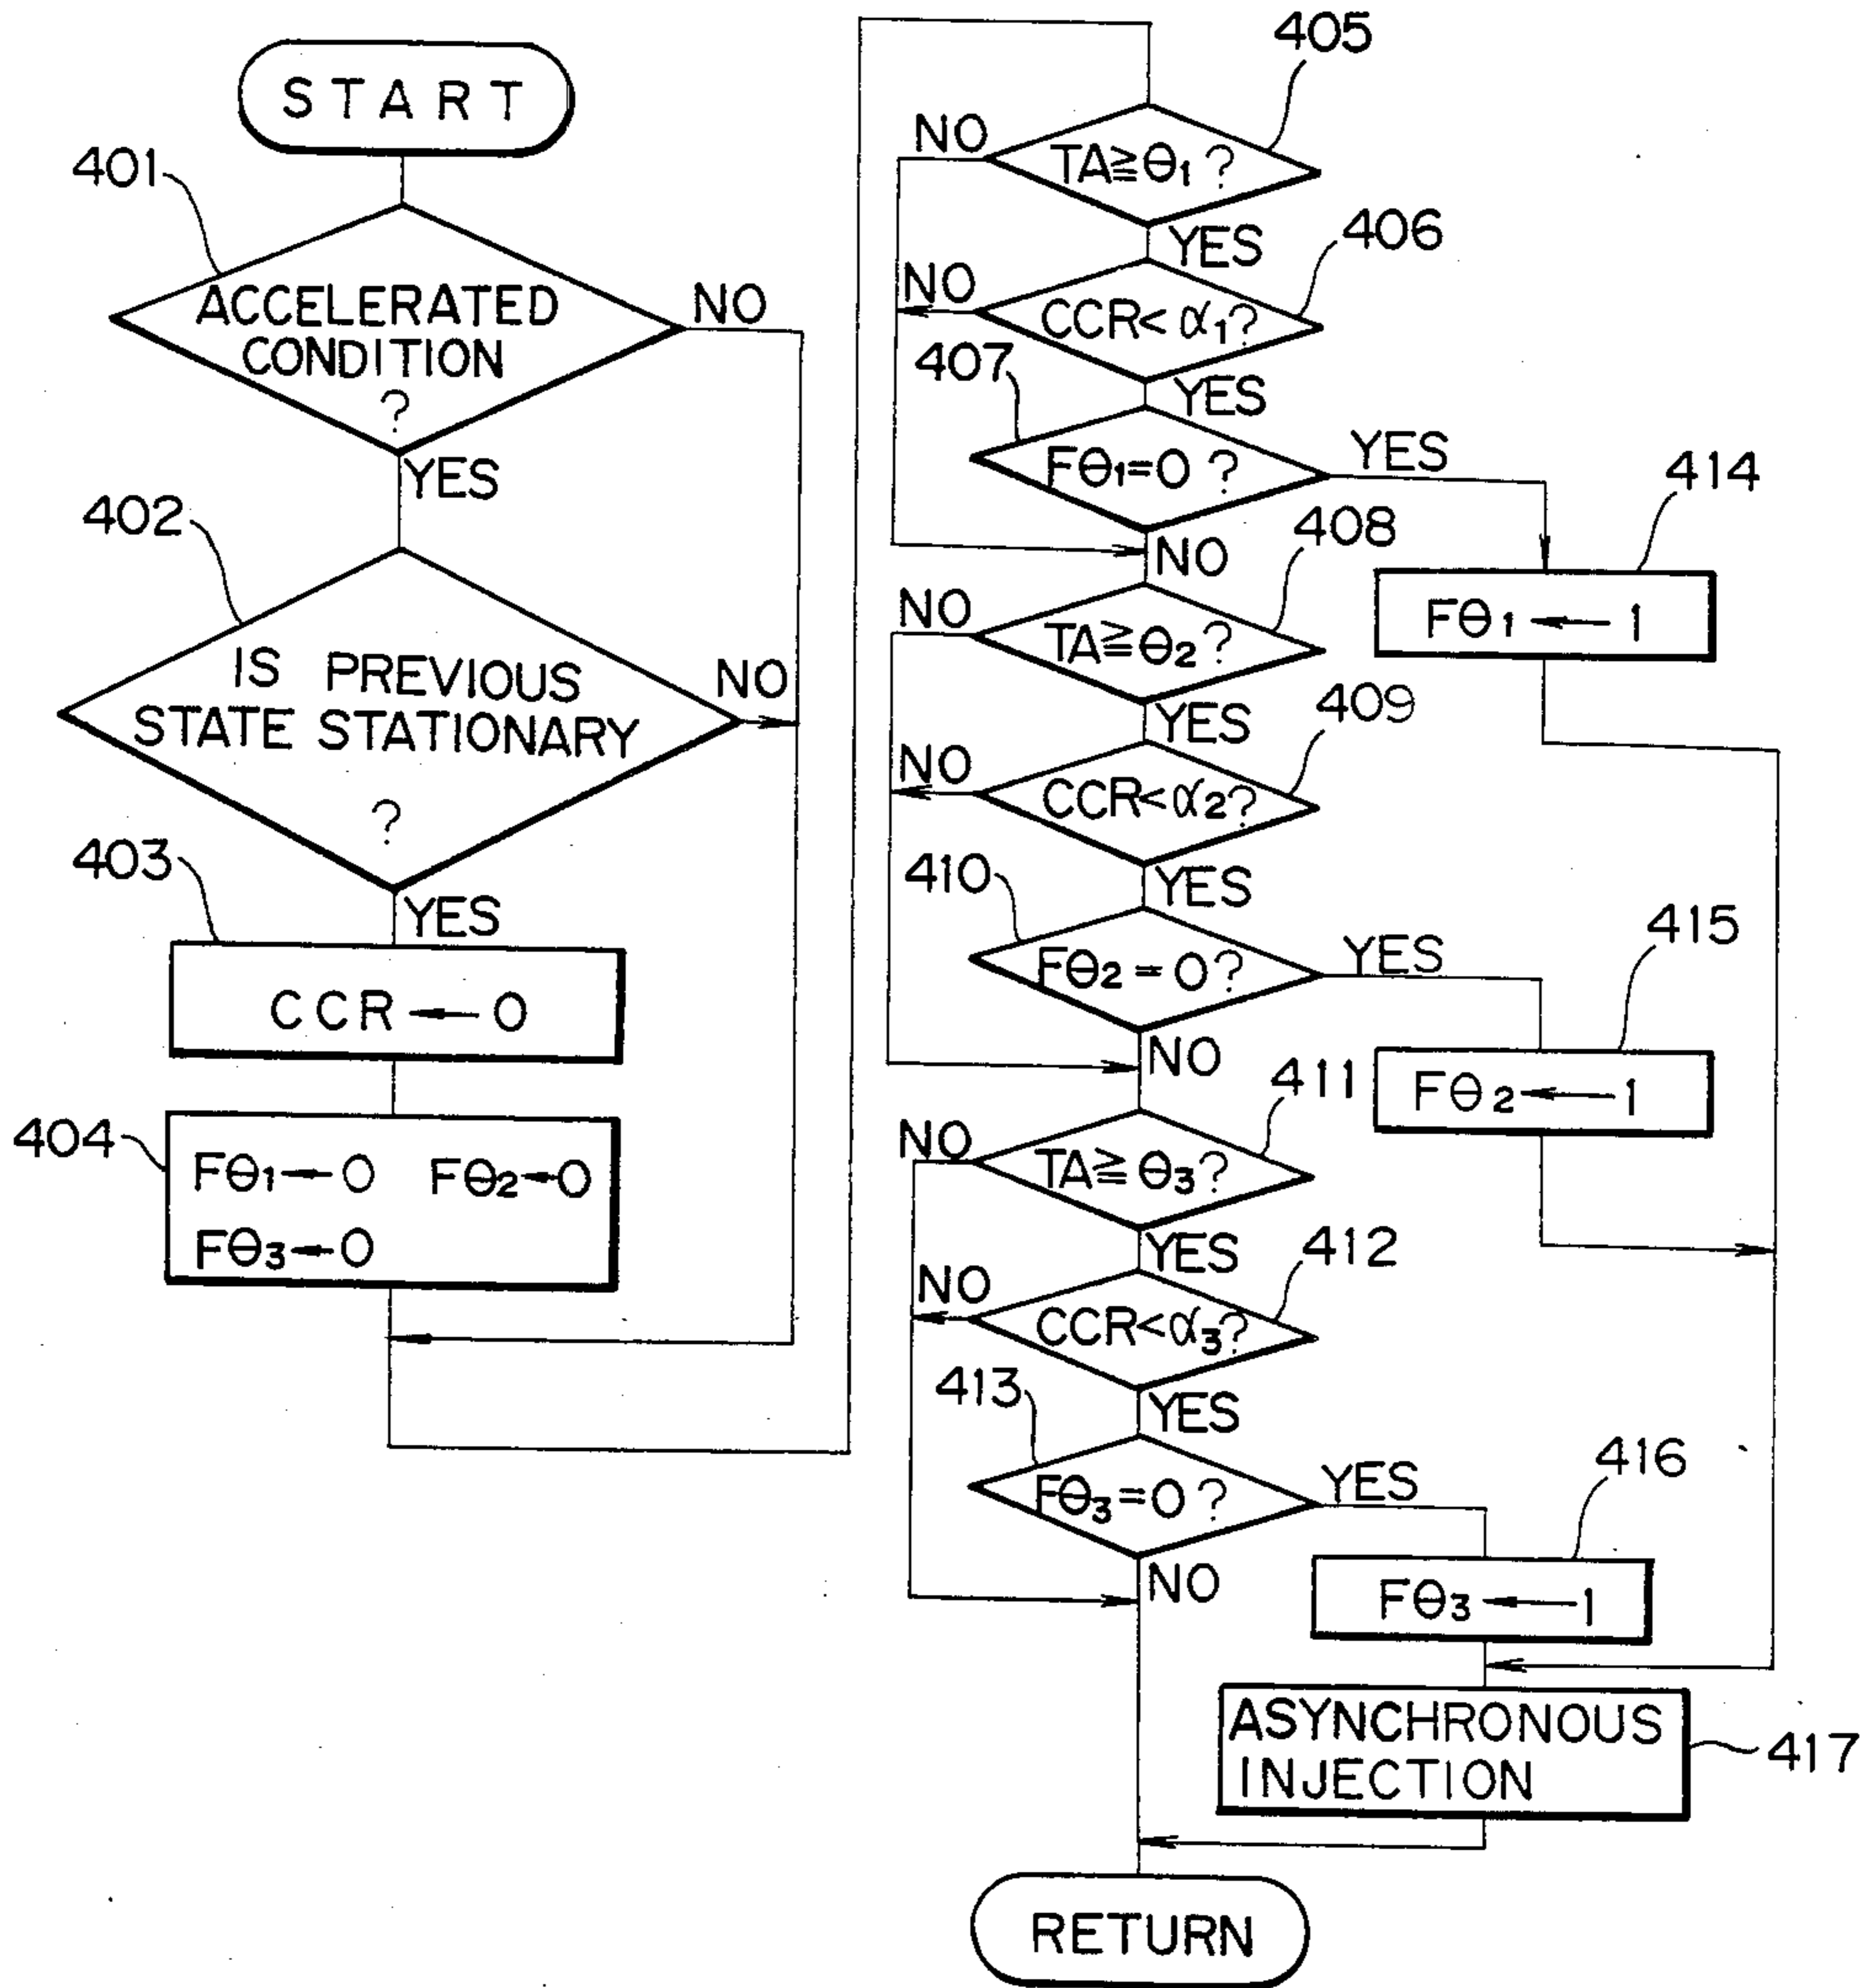 START
401
ACCELERATED
CONDITION
?
NO
YES
402
IS PREVIOUS
STATE STATIONARY
?
NO
YES
403
CCR ← 0
404
Fθ1 ← 0 Fθ2 ← 0
Fθ3 ← 0
405
TA ≧ θ1 ?
NO
YES
406
CCR < α1 ?
NO
YES
407
Fθ1 = 0 ?
YES
NO
414
Fθ1 ← 1
408
TA ≧ θ2 ?
NO
YES
409
CCR < α2 ?
NO
YES
410
Fθ2 = 0 ?
YES
NO
415
Fθ2 ← 1
411
TA ≧ θ3 ?
NO
YES
412
CCR < α3 ?
NO
YES
413
Fθ3 = 0 ?
YES
NO
416
Fθ3 ← 1
ASYNCHRONOUS
INJECTION
417
RETURN